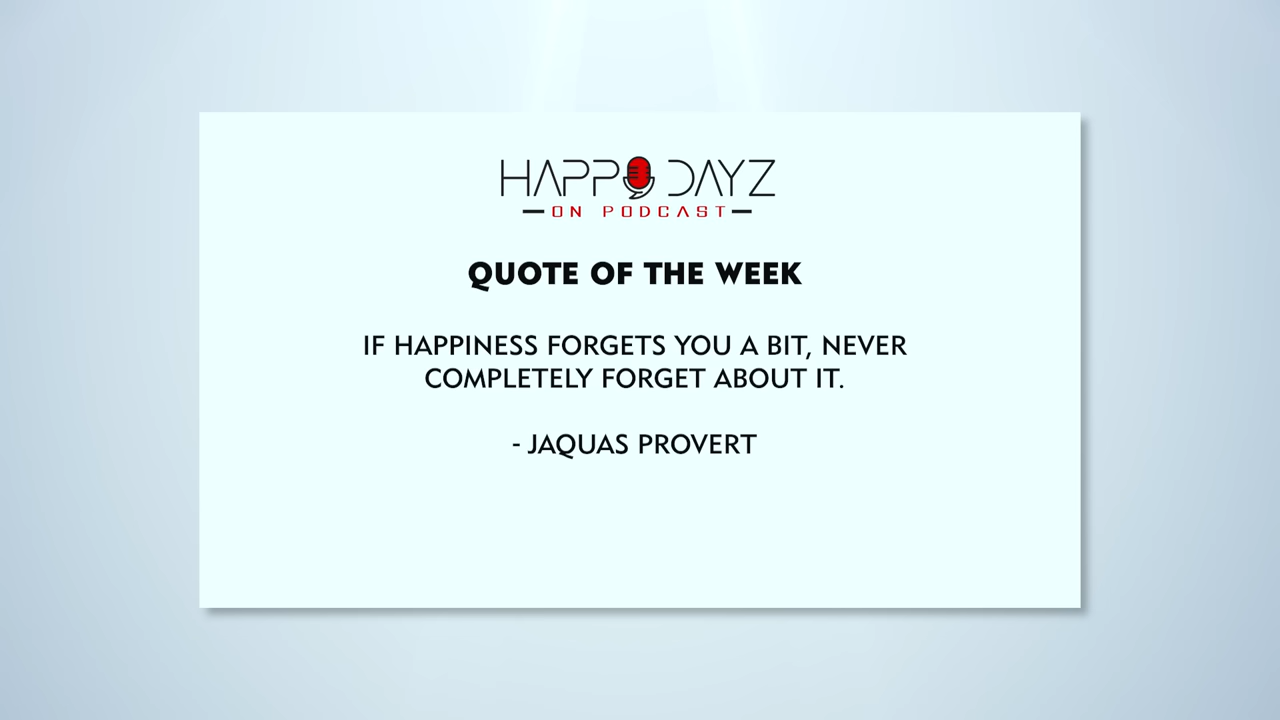 HAPPY DAYZ
ON PODCAST
QUOTE OF THE WEEK
IF HAPPINESS FORGETS YOU A BIT, NEVER
COMPLETELY FORGET ABOUT IT.
- JAQUAS PROVERT